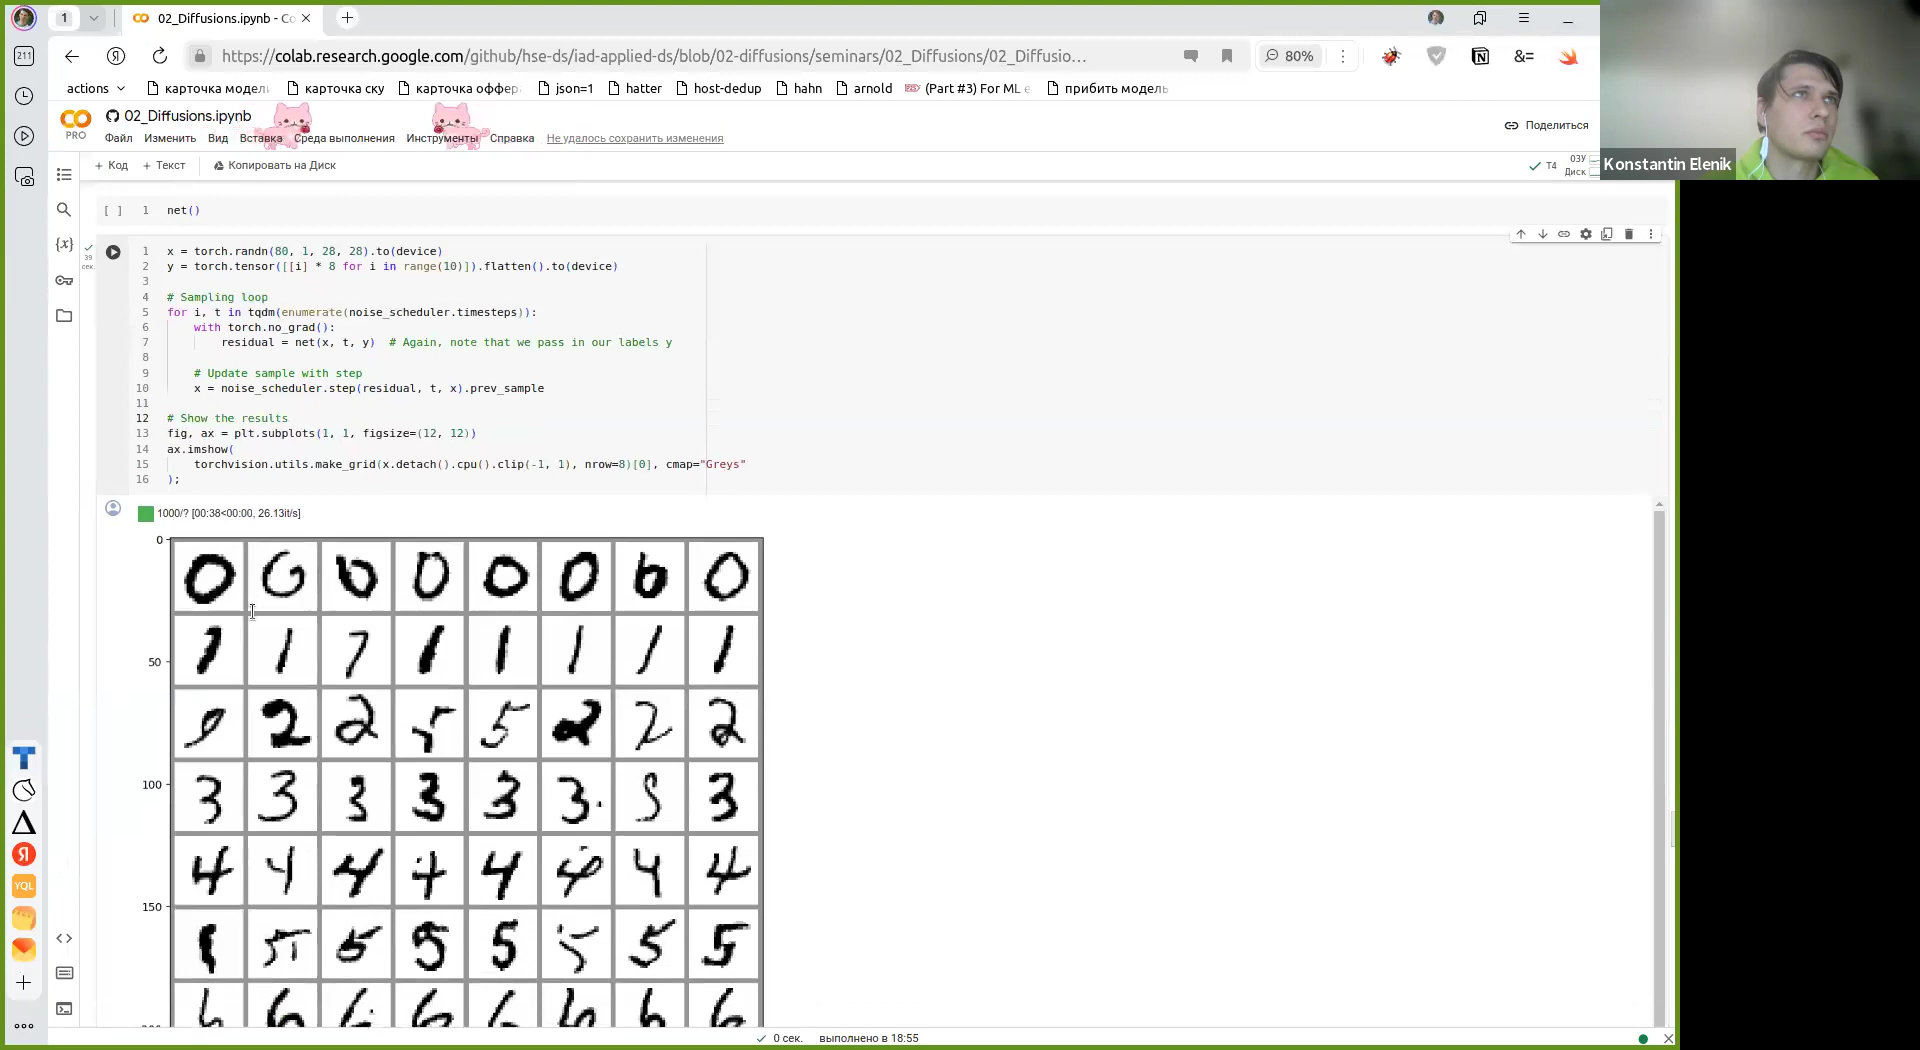 1
02_Diffusions.ipynb - Co
211
https://colab.research.google.com/github/hse-ds/iad-applied-ds/blob/02-diffusions/seminars/02_Diffusions/02_Diffusio…
80%
actions
карточка модели
карточка ску
карточка оффер
json=1
hatter
host-dedup
hahn
arnold
(Part #3) For ML e
прибить модель
PRO
02_Diffusions.ipynb
Файл
Изменить
Вид
Вставка
Среда выполнения
Инструменты
Справка
Не удалось сохранить изменения
Поделиться
+ Код
+ Текст
Копировать на Диск
T4
ОЗУ
Диск
Konstantin Elenik
[ ] 1 net()
39
сек.
1 x = torch.randn(80, 1, 28, 28).to(device)
2 y = torch.tensor([[i] * 8 for i in range(10)]).flatten().to(device)
3
4 # Sampling loop
5 for i, t in tqdm(enumerate(noise_scheduler.timesteps)):
6 with torch.no_grad():
7 residual = net(x, t, y)  # Again, note that we pass in our labels y
8
9 # Update sample with step
10 x = noise_scheduler.step(residual, t, x).prev_sample
11
12 # Show the results
13 fig, ax = plt.subplots(1, 1, figsize=(12, 12))
14 ax.imshow(
15 torchvision.utils.make_grid(x.detach().cpu().clip(-1, 1), nrow=8)[0], cmap="Greys"
16 );
1000/? [00:38<00:00, 26.13it/s]
0
50
100
150
YQL
0 сек.
выполнено в 18:55